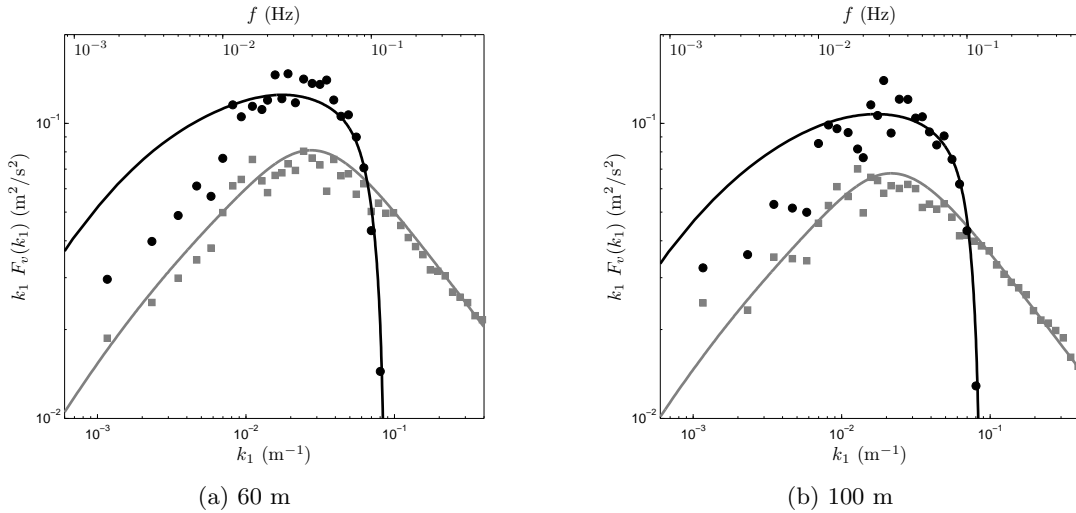 f (Hz)
10⁻³ 10⁻² 10⁻¹
10⁻¹
k₁ Fᵥ(k₁) (m²/s²)
10⁻²
10⁻³ 10⁻² 10⁻¹
k₁ (m⁻¹)
(a) 60 m
f (Hz)
10⁻³ 10⁻² 10⁻¹
10⁻¹
k₁ Fᵥ(k₁) (m²/s²)
10⁻²
10⁻³ 10⁻² 10⁻¹
k₁ (m⁻¹)
(b) 100 m